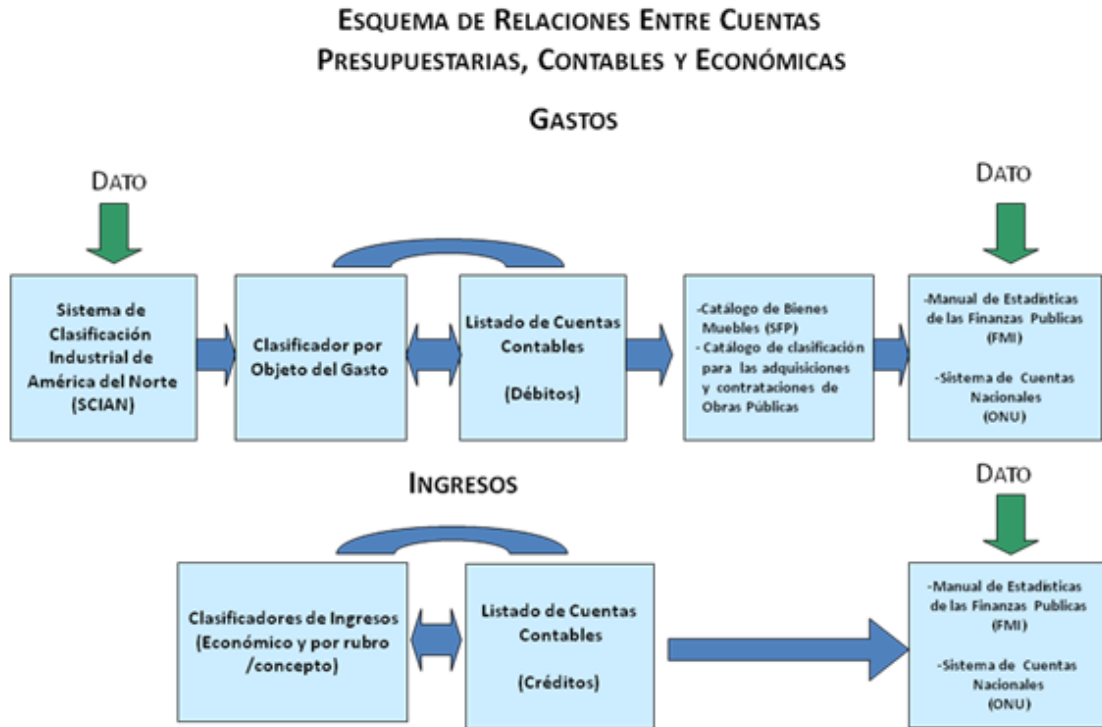 ESQUEMA DE RELACIONES ENTRE CUENTAS
PRESUPUESTARIAS, CONTABLES Y ECONÓMICAS
GASTOS
DATO
DATO
Sistema de
Clasificación
Industrial de
América del Norte
(SCIAN)
Clasificador por
Objeto del Gasto
Listado de Cuentas
Contables
(Débitos)
-Catálogo de Bienes
Muebles (SFP)
- Catálogo de clasificación
para las adquisiciones
y contrataciones de
Obras Públicas
-Manual de Estadísticas
de las Finanzas Publicas
(FMI)
-Sistema de Cuentas
Nacionales
(ONU)
INGRESOS
DATO
Clasificadores de Ingresos
(Económico y por rubro
/concepto)
Listado de Cuentas
Contables
(Créditos)
-Manual de Estadísticas
de las Finanzas Publicas
(FMI)
-Sistema de Cuentas
Nacionales
(ONU)